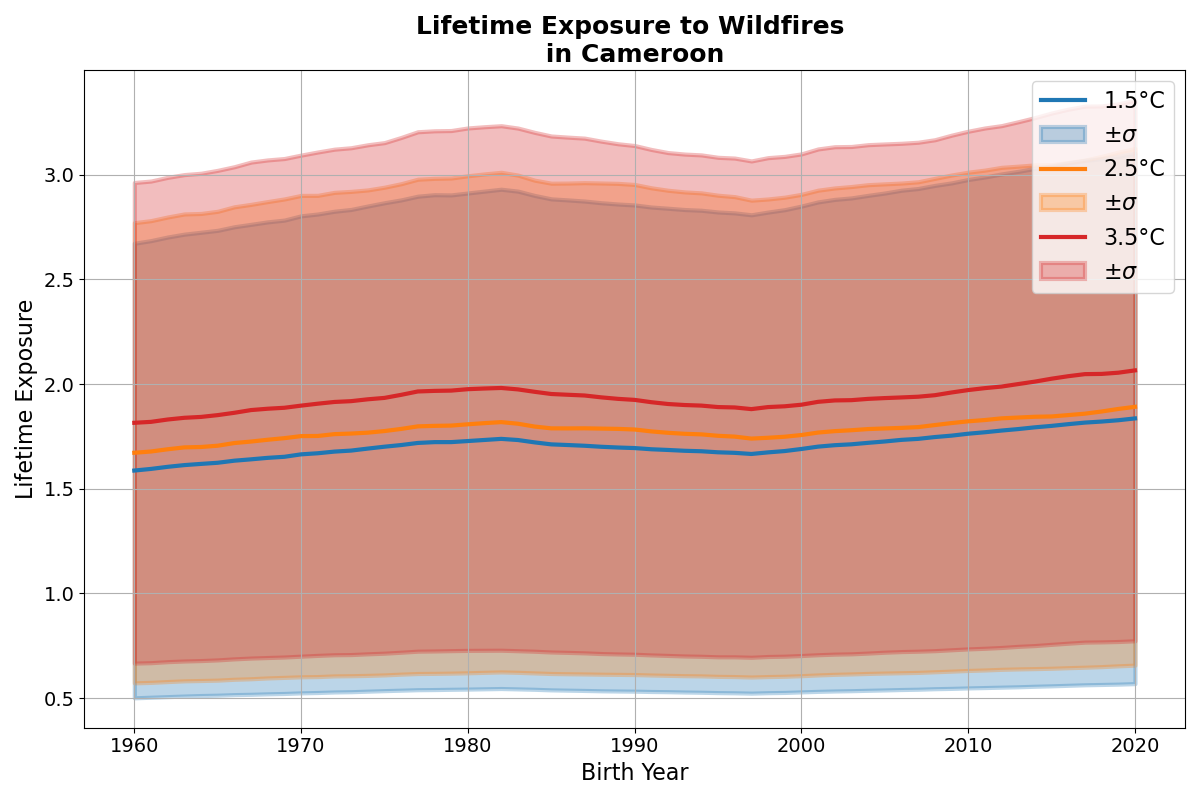 Lifetime Exposure to Wildfires
in Cameroon
Lifetime Exposure
3.0
2.5
2.0
1.5
1.0
0.5
1960
1970
1980
1990
2000
2010
2020
Birth Year
1.5°C
±σ
2.5°C
±σ
3.5°C
±σ